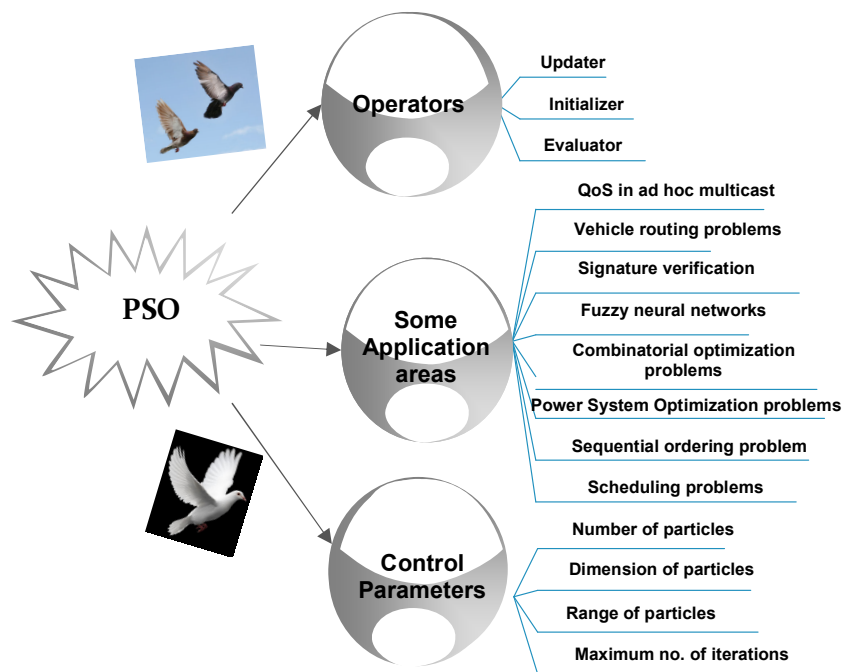 PSO
Operators
Updater
Initializer
Evaluator
Some
Application
areas
QoS in ad hoc multicast
Vehicle routing problems
Signature verification
Fuzzy neural networks
Combinatorial optimization
problems
Power System Optimization problems
Sequential ordering problem
Scheduling problems
Control
Parameters
Number of particles
Dimension of particles
Range of particles
Maximum no. of iterations